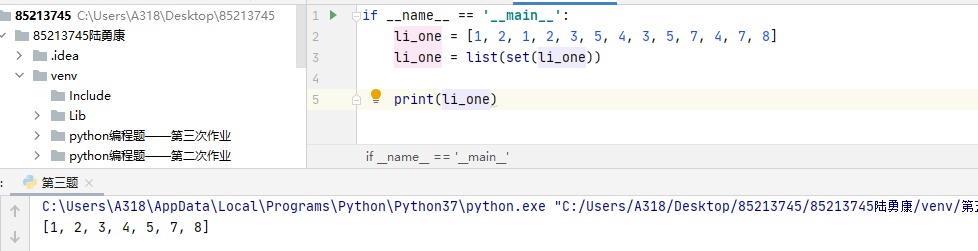 85213745 C:\Users\A318\Desktop\85213745
85213745陆勇康
.idea
venv
Include
Lib
python编程题——第三次作业
python编程题——第二次作业
1 if __name__ == '__main__':
2 li_one = [1, 2, 1, 2, 3, 5, 4, 3, 5, 7, 4, 7, 8]
3 li_one = list(set(li_one))
4
5 print(li_one)
if __name__ == '__main__'
: 第三题
C:\Users\A318\AppData\Local\Programs\Python\Python37\python.exe "C:/Users/A318/Desktop/85213745/85213745陆勇康/venv/第
[1, 2, 3, 4, 5, 7, 8]